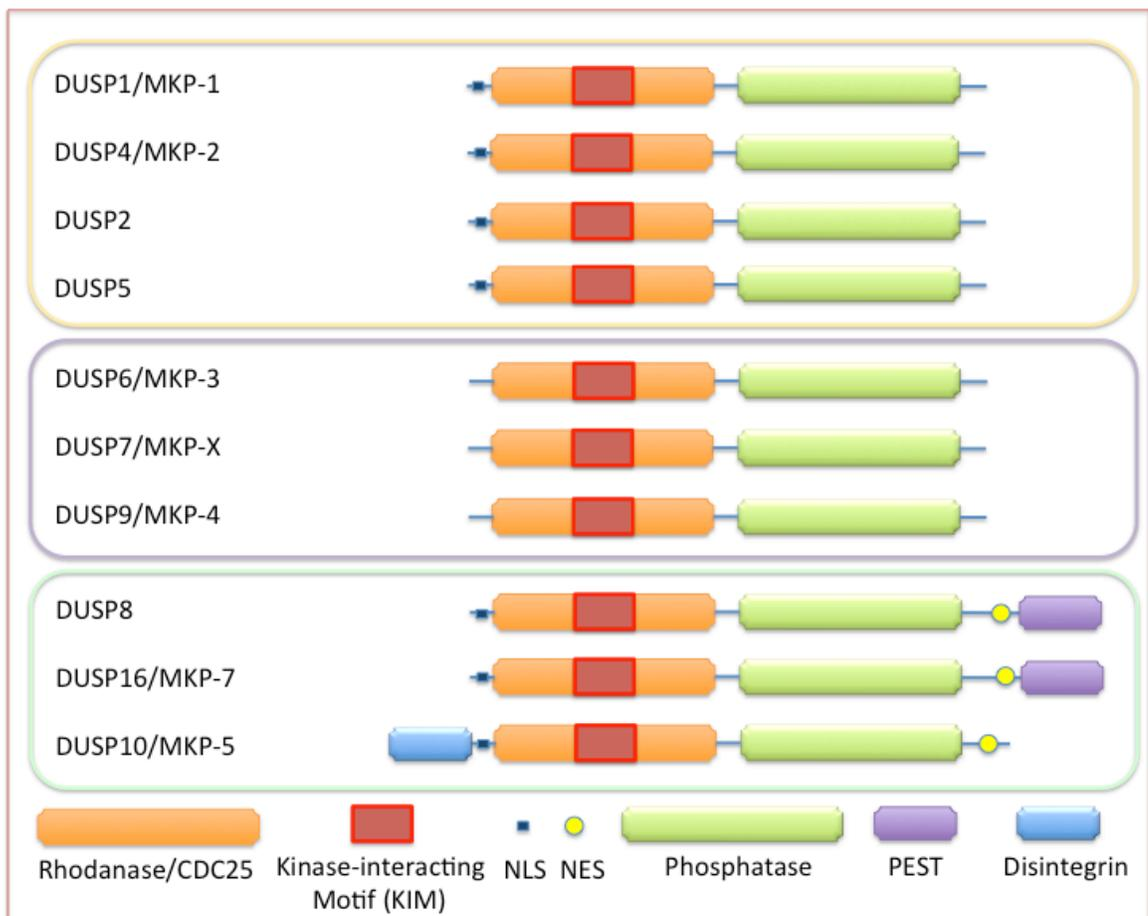 DUSP1/MKP-1
DUSP4/MKP-2
DUSP2
DUSP5
DUSP6/MKP-3
DUSP7/MKP-X
DUSP9/MKP-4
DUSP8
DUSP16/MKP-7
DUSP10/MKP-5
Rhodanase/CDC25
Kinase-interacting
Motif (KIM)
NLS
NES
Phosphatase
PEST
Disintegrin